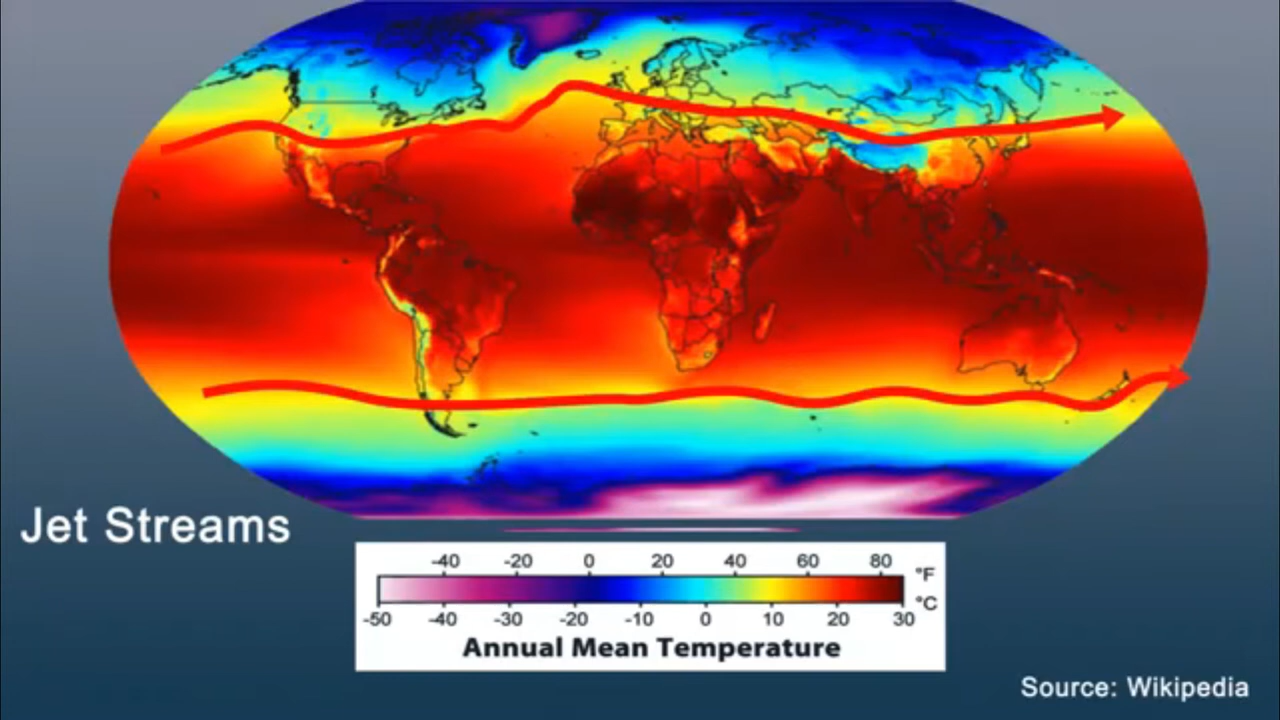 Jet Streams
-40 -20 0 20 40 60 80 °F
°C
-50 -40 -30 -20 -10 0 10 20 30
Annual Mean Temperature
Source: Wikipedia